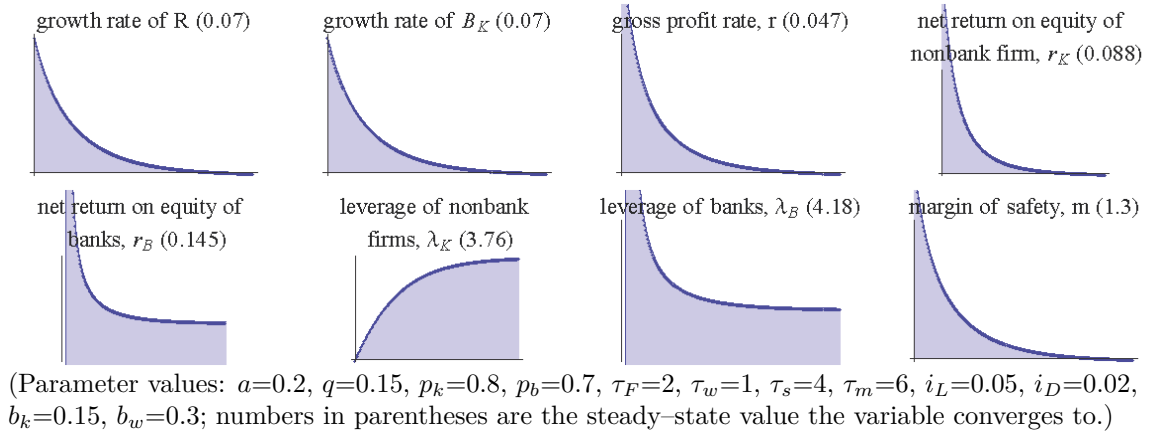 growth rate of R (0.07)
growth rate of B_K (0.07)
gross profit rate, r (0.047)
net return on equity of
nonbank firm, r_K (0.088)
net return on equity of
banks, r_B (0.145)
leverage of nonbank
firms, λ_K (3.76)
leverage of banks, λ_B (4.18)
margin of safety, m (1.3)
(Parameter values: a=0.2, q=0.15, p_k=0.8, p_b=0.7, τ_F=2, τ_w=1, τ_s=4, τ_m=6, i_L=0.05, i_D=0.02,
b_k=0.15, b_w=0.3; numbers in parentheses are the steady–state value the variable converges to.)